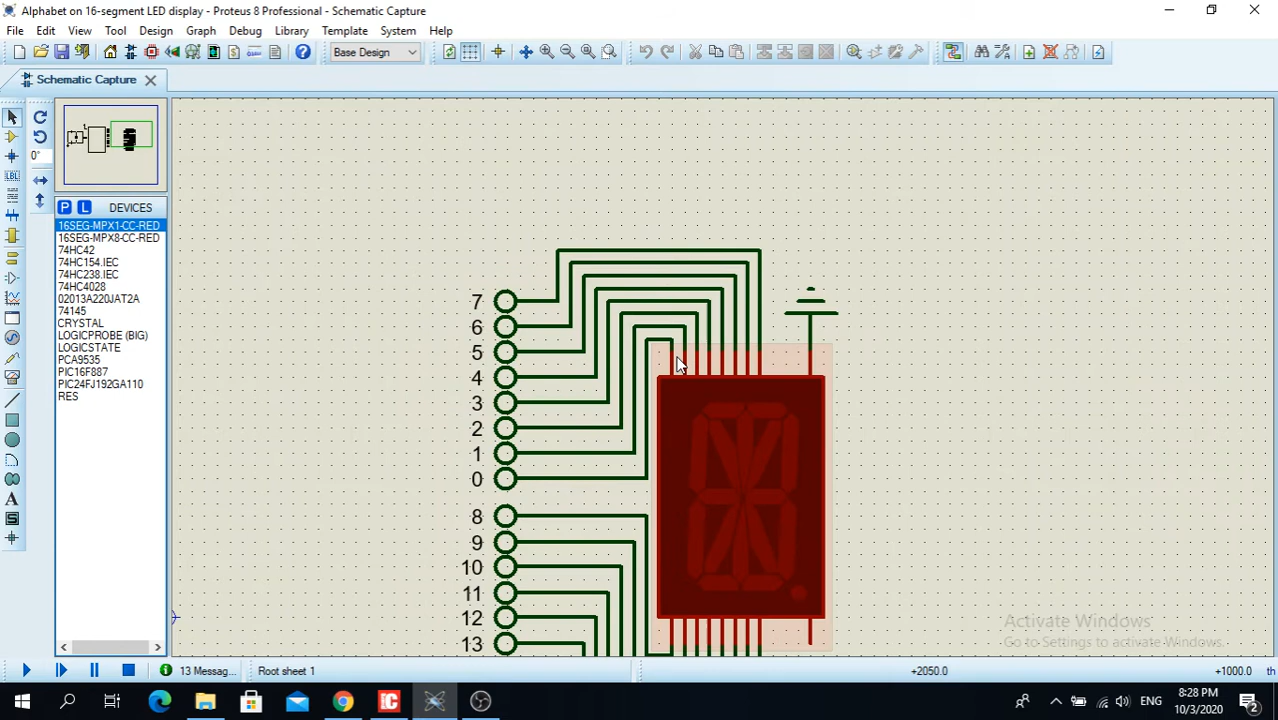 Alphabet on 16-segment LED display - Proteus 8 Professional - Schematic Capture
File Edit View Tool Design Graph Debug Library Template System Help
Base Design
Schematic Capture
0°
P L DEVICES
LBL
16SEG-MPX1-CC-RED
16SEG-MPX8-CC-RED
74HC42
74HC154.IEC
74HC238.IEC
74HC4028
02013A220JAT2A
74145
CRYSTAL
LOGICPROBE (BIG)
LOGICSTATE
PCA9535
PIC16F887
PIC24FJ192GA110
RES
A
S
7
6
5
4
3
2
1
0
8
9
10
11
12
13
Activate Windows
Go to Settings to activate Windows.
13 Messag... Root sheet 1 +2050.0 +1000.0 th
IC
ENG
8:28 PM
10/3/2020
2